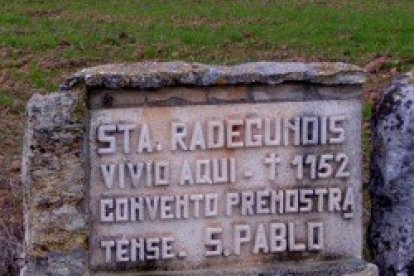 STA. RADEGUNDIS
VIVIO AQUI - ✝ 1152
CONVENTO PREMOSTRA
TENSE. S. PABLO